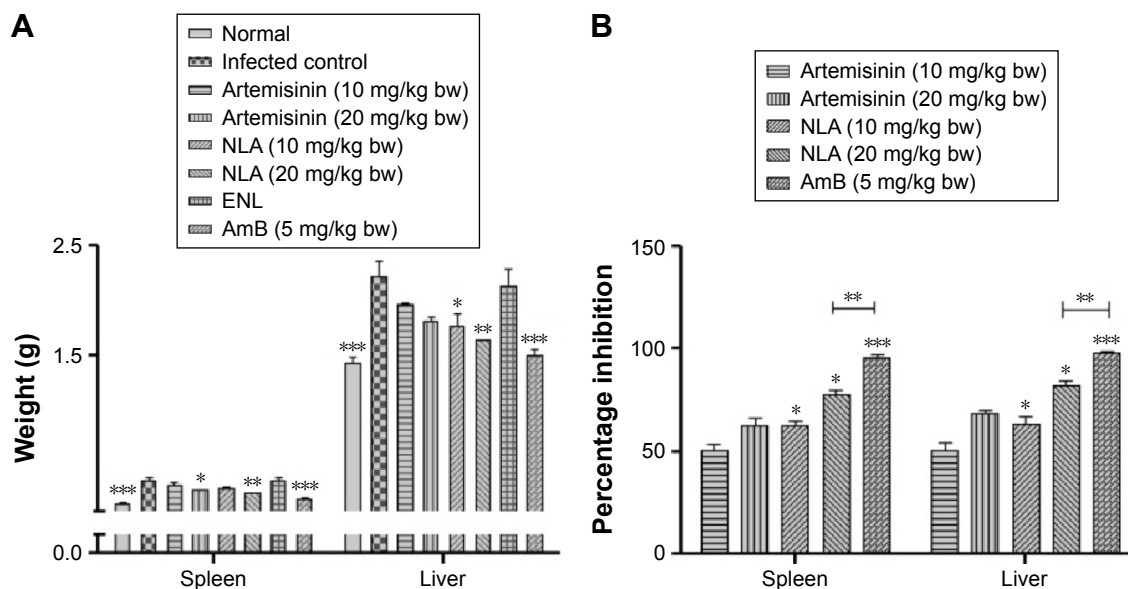 A
Normal
Infected control
Artemisinin (10 mg/kg bw)
Artemisinin (20 mg/kg bw)
NLA (10 mg/kg bw)
NLA (20 mg/kg bw)
ENL
AmB (5 mg/kg bw)
Weight (g)
2.5
1.5
0.0
***
*
**
***
***
*
**
***
Spleen
Liver
B
Artemisinin (10 mg/kg bw)
Artemisinin (20 mg/kg bw)
NLA (10 mg/kg bw)
NLA (20 mg/kg bw)
AmB (5 mg/kg bw)
Percentage inhibition
150
100
50
0
**
*
*
***
**
*
*
***
Spleen
Liver